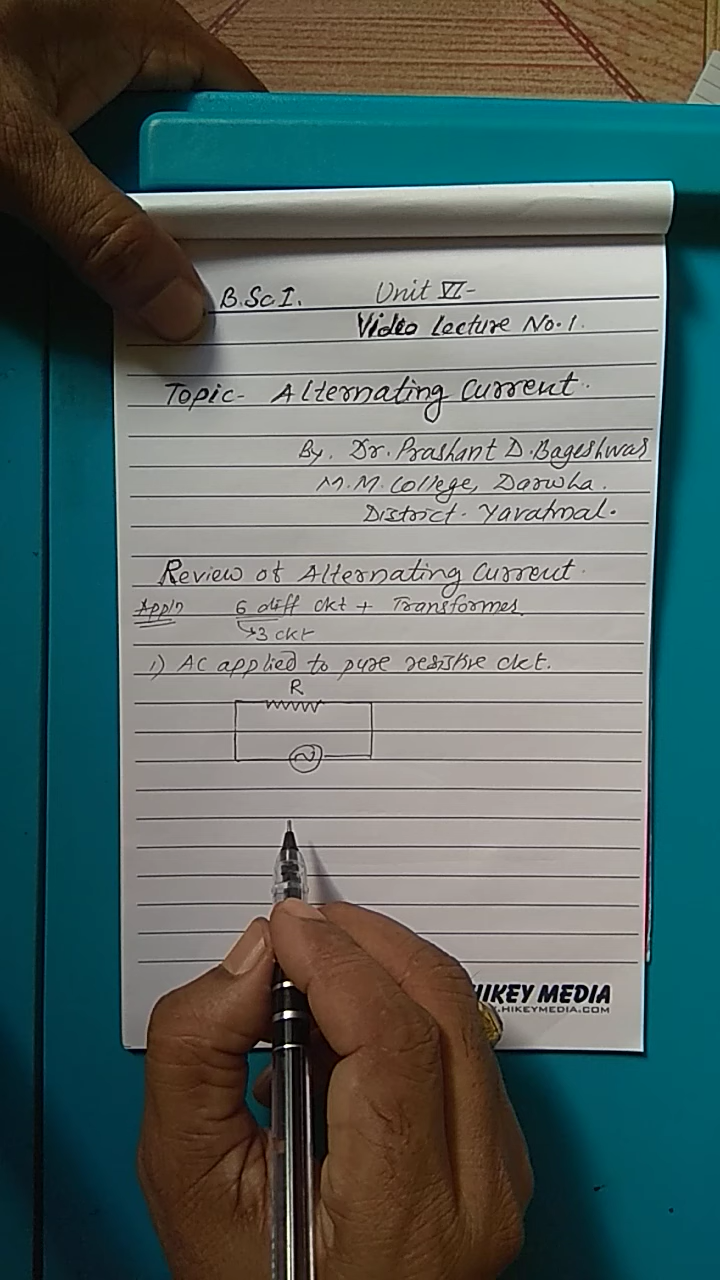 B.Sc I. Unit VI-
Video Lecture No.1.
Topic- Alternating Current.
By. Dr. Prashant D. Bageshwar
M.M. College, Darwha.
District. Yavatmal.
Review of Alternating Current.
Appln 6 diff ckt + Transformer.
→3 ckt
1) AC applied to pure resistive ckt.
R
HIKEY MEDIA
.HIKEYMEDIA.COM